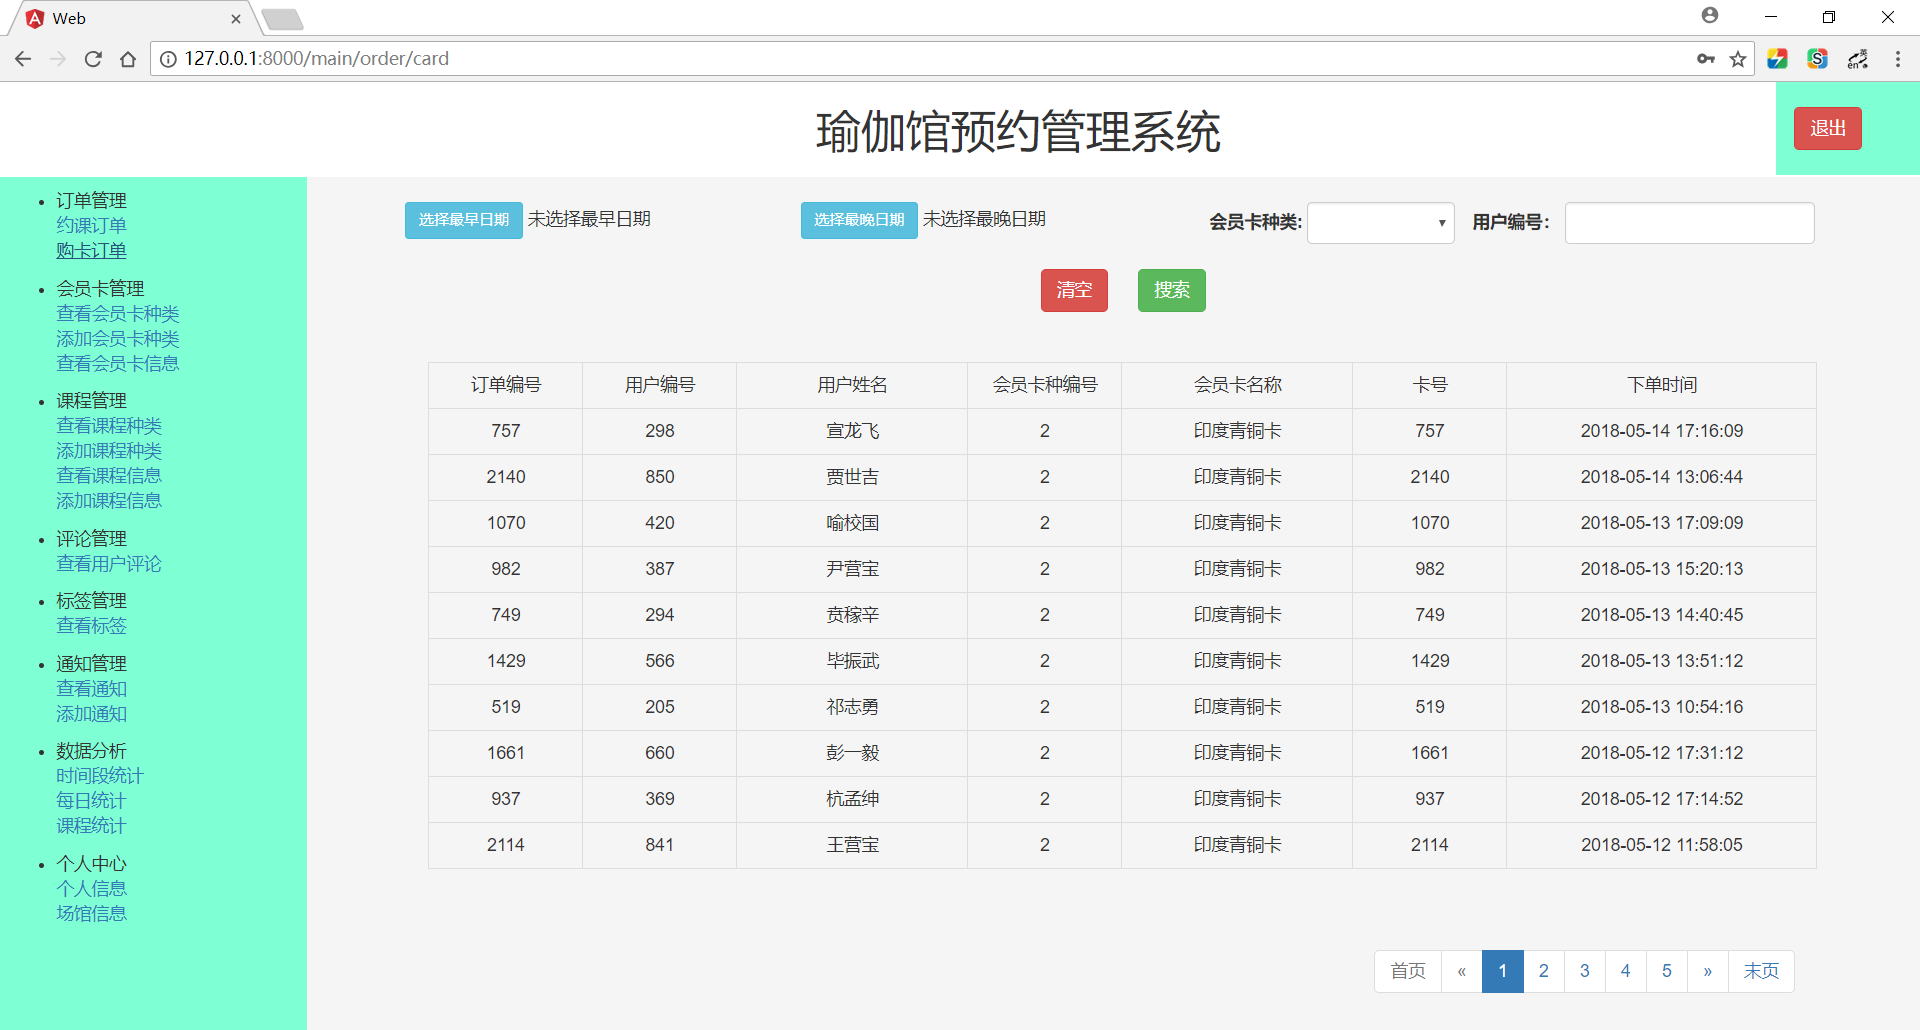 Web
127.0.0.1:8000/main/order/card
瑜伽馆预约管理系统
退出
订单管理
约课订单
购卡订单
会员卡管理
查看会员卡种类
添加会员卡种类
查看会员卡信息
课程管理
查看课程种类
添加课程种类
查看课程信息
添加课程信息
评论管理
查看用户评论
标签管理
查看标签
通知管理
查看通知
添加通知
数据分析
时间段统计
每日统计
课程统计
个人中心
个人信息
场馆信息
选择最早日期 未选择最早日期 选择最晚日期 未选择最晚日期 会员卡种类: 用户编号：
清空 搜索
订单编号 用户编号 用户姓名 会员卡种编号 会员卡名称 卡号 下单时间
757 298 宣龙飞 2 印度青铜卡 757 2018-05-14 17:16:09
2140 850 贾世吉 2 印度青铜卡 2140 2018-05-14 13:06:44
1070 420 喻校国 2 印度青铜卡 1070 2018-05-13 17:09:09
982 387 尹营宝 2 印度青铜卡 982 2018-05-13 15:20:13
749 294 贲稼辛 2 印度青铜卡 749 2018-05-13 14:40:45
1429 566 毕振武 2 印度青铜卡 1429 2018-05-13 13:51:12
519 205 祁志勇 2 印度青铜卡 519 2018-05-13 10:54:16
1661 660 彭一毅 2 印度青铜卡 1661 2018-05-12 17:31:12
937 369 杭孟绅 2 印度青铜卡 937 2018-05-12 17:14:52
2114 841 王营宝 2 印度青铜卡 2114 2018-05-12 11:58:05
首页 « 1 2 3 4 5 » 末页